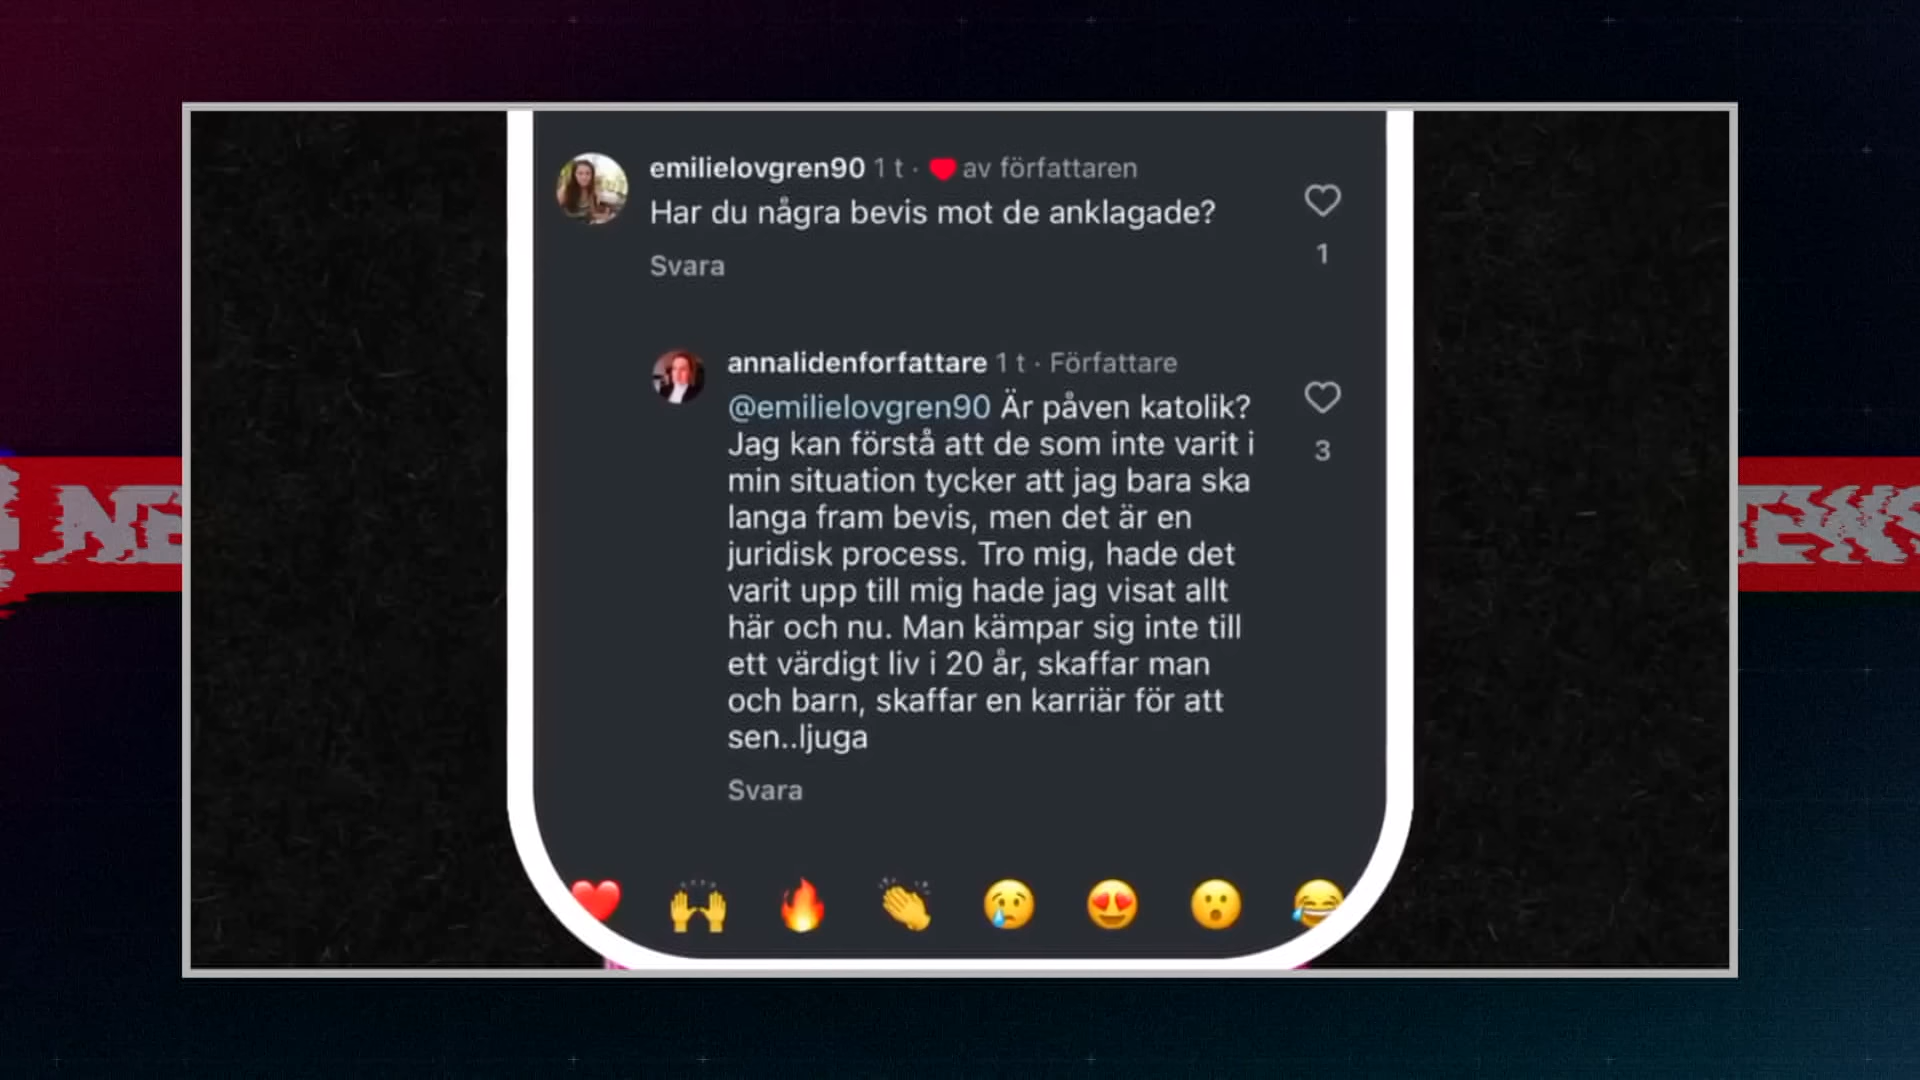 emilielovgren90 1 t · ❤ av författaren
Har du några bevis mot de anklagade?
1
Svara
annalidenforfattare 1 t · Författare
@emilielovgren90 Är påven katolik?
Jag kan förstå att de som inte varit i
3
min situation tycker att jag bara ska
langa fram bevis, men det är en
juridisk process. Tro mig, hade det
varit upp till mig hade jag visat allt
här och nu. Man kämpar sig inte till
ett värdigt liv i 20 år, skaffar man
och barn, skaffar en karriär för att
sen..ljuga
Svara